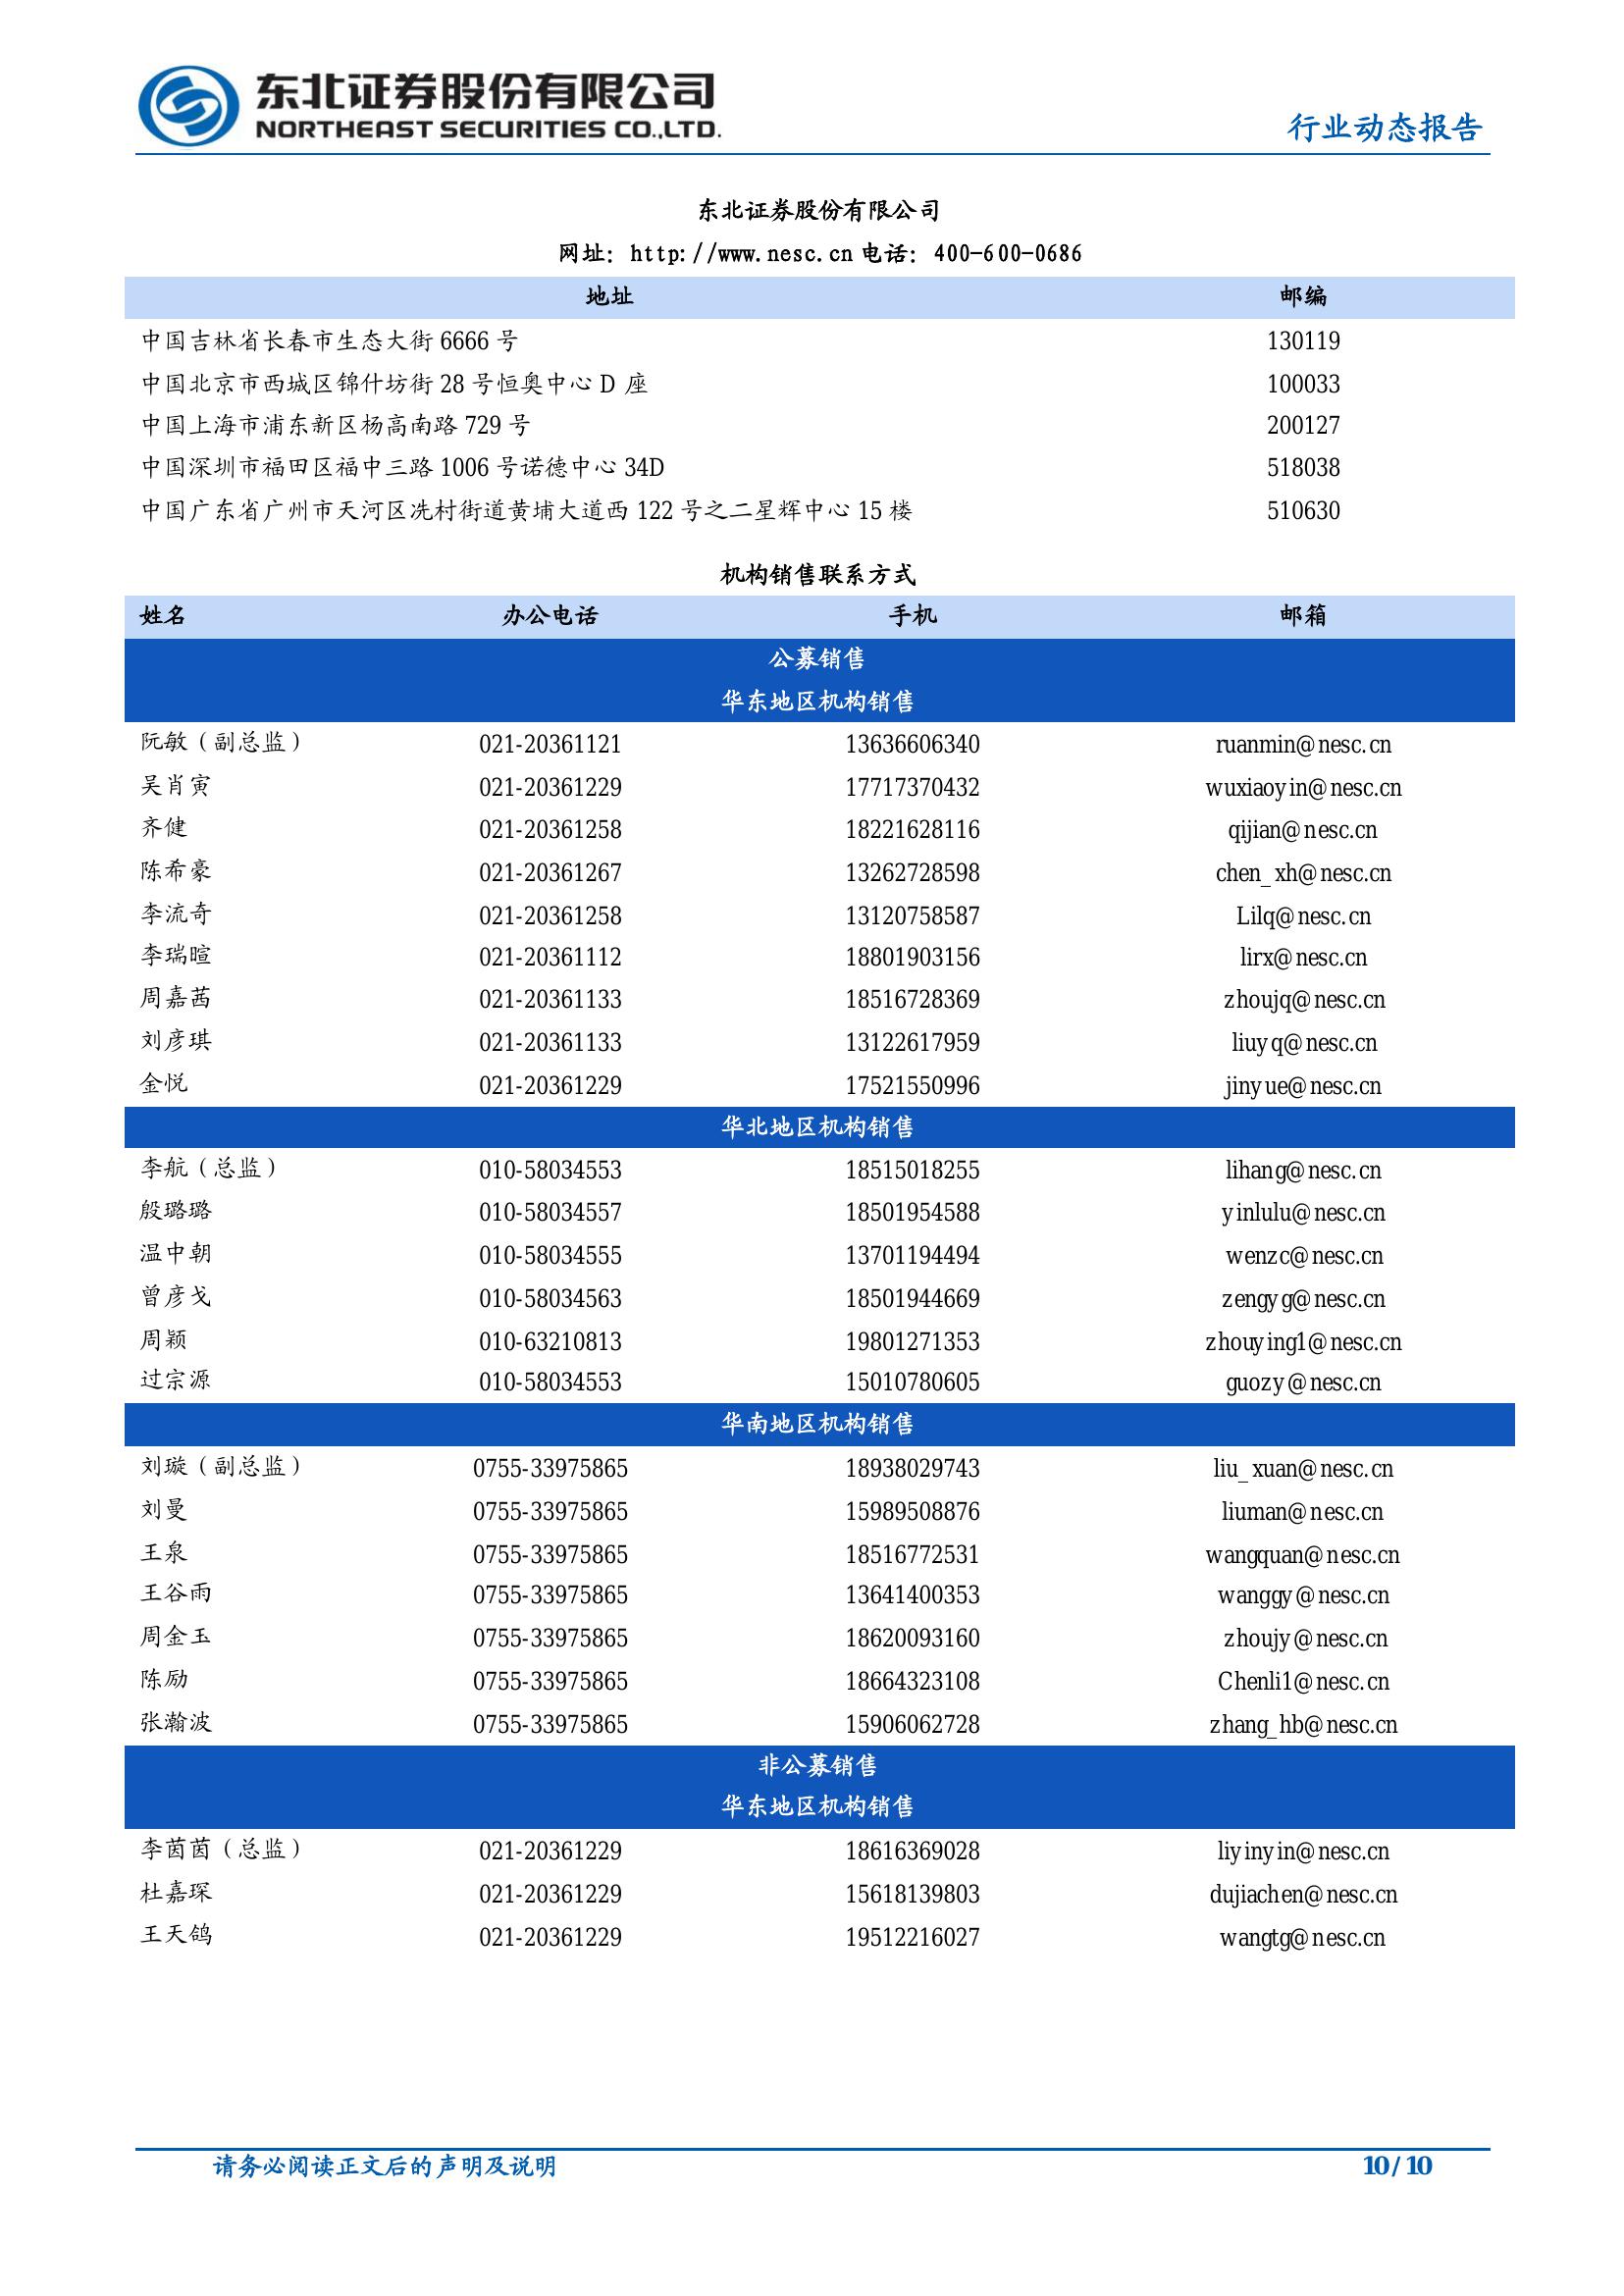 东北证券股份有限公司
NORTHEAST SECURITIES CO.,LTD.
行业动态报告
东北证券股份有限公司
网址：http://www.nesc.cn 电话：400-600-0686
地址 邮编
中国吉林省长春市生态大街 6666 号 130119
中国北京市西城区锦什坊街 28 号恒奥中心 D 座 100033
中国上海市浦东新区杨高南路 729 号 200127
中国深圳市福田区福中三路 1006 号诺德中心 34D 518038
中国广东省广州市天河区冼村街道黄埔大道西 122 号之二星辉中心 15 楼 510630
机构销售联系方式
姓名 办公电话 手机 邮箱
公募销售
华东地区机构销售
阮敏（副总监） 021-20361121 13636606340 ruanmin@nesc.cn
吴肖寅 021-20361229 17717370432 wuxiaoyin@nesc.cn
齐健 021-20361258 18221628116 qijian@nesc.cn
陈希豪 021-20361267 13262728598 chen_xh@nesc.cn
李流奇 021-20361258 13120758587 Lilq@nesc.cn
李瑞暄 021-20361112 18801903156 lirx@nesc.cn
周嘉茜 021-20361133 18516728369 zhoujq@nesc.cn
刘彦琪 021-20361133 13122617959 liuyq@nesc.cn
金悦 021-20361229 17521550996 jinyue@nesc.cn
华北地区机构销售
李航（总监） 010-58034553 18515018255 lihang@nesc.cn
殷璐璐 010-58034557 18501954588 yinlulu@nesc.cn
温中朝 010-58034555 13701194494 wenzc@nesc.cn
曾彦戈 010-58034563 18501944669 zengyg@nesc.cn
周颖 010-63210813 19801271353 zhouying1@nesc.cn
过宗源 010-58034553 15010780605 guozy@nesc.cn
华南地区机构销售
刘璇（副总监） 0755-33975865 18938029743 liu_xuan@nesc.cn
刘曼 0755-33975865 15989508876 liuman@nesc.cn
王泉 0755-33975865 18516772531 wangquan@nesc.cn
王谷雨 0755-33975865 13641400353 wanggy@nesc.cn
周金玉 0755-33975865 18620093160 zhoujy@nesc.cn
陈励 0755-33975865 18664323108 Chenli1@nesc.cn
张瀚波 0755-33975865 15906062728 zhang_hb@nesc.cn
非公募销售
华东地区机构销售
李茵茵（总监） 021-20361229 18616369028 liyinyin@nesc.cn
杜嘉琛 021-20361229 15618139803 dujiachen@nesc.cn
王天鸽 021-20361229 19512216027 wangtg@nesc.cn
请务必阅读正文后的声明及说明 10 / 10